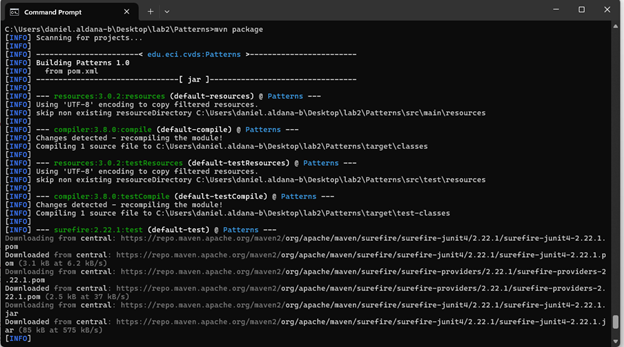 Command Prompt
C:\Users\daniel.aldana-b\Desktop\lab2\Patterns>mvn package
[INFO] Scanning for projects...
[INFO]
[INFO] ------------------------< edu.eci.cvds:Patterns >------------------------
[INFO] Building Patterns 1.0
[INFO]   from pom.xml
[INFO] --------------------------------[ jar ]---------------------------------
[INFO]
[INFO] --- resources:3.0.2:resources (default-resources) @ Patterns ---
[INFO] Using 'UTF-8' encoding to copy filtered resources.
[INFO] skip non existing resourceDirectory C:\Users\daniel.aldana-b\Desktop\lab2\Patterns\src\main\resources
[INFO]
[INFO] --- compiler:3.8.0:compile (default-compile) @ Patterns ---
[INFO] Changes detected - recompiling the module!
[INFO] Compiling 1 source file to C:\Users\daniel.aldana-b\Desktop\lab2\Patterns\target\classes
[INFO]
[INFO] --- resources:3.0.2:testResources (default-testResources) @ Patterns ---
[INFO] Using 'UTF-8' encoding to copy filtered resources.
[INFO] skip non existing resourceDirectory C:\Users\daniel.aldana-b\Desktop\lab2\Patterns\src\test\resources
[INFO]
[INFO] --- compiler:3.8.0:testCompile (default-testCompile) @ Patterns ---
[INFO] Changes detected - recompiling the module!
[INFO] Compiling 1 source file to C:\Users\daniel.aldana-b\Desktop\lab2\Patterns\target\test-classes
[INFO]
[INFO] --- surefire:2.22.1:test (default-test) @ Patterns ---
Downloading from central: https://repo.maven.apache.org/maven2/org/apache/maven/surefire/surefire-junit4/2.22.1/surefire-junit4-2.22.1.
pom
Downloaded from central: https://repo.maven.apache.org/maven2/org/apache/maven/surefire/surefire-junit4/2.22.1/surefire-junit4-2.22.1.p
om (3.1 kB at 6.2 kB/s)
Downloading from central: https://repo.maven.apache.org/maven2/org/apache/maven/surefire/surefire-providers/2.22.1/surefire-providers-2
.22.1.pom
Downloaded from central: https://repo.maven.apache.org/maven2/org/apache/maven/surefire/surefire-providers/2.22.1/surefire-providers-2.
22.1.pom (2.5 kB at 37 kB/s)
Downloading from central: https://repo.maven.apache.org/maven2/org/apache/maven/surefire/surefire-junit4/2.22.1/surefire-junit4-2.22.1.
jar
Downloaded from central: https://repo.maven.apache.org/maven2/org/apache/maven/surefire/surefire-junit4/2.22.1/surefire-junit4-2.22.1.j
ar (85 kB at 575 kB/s)
[INFO]